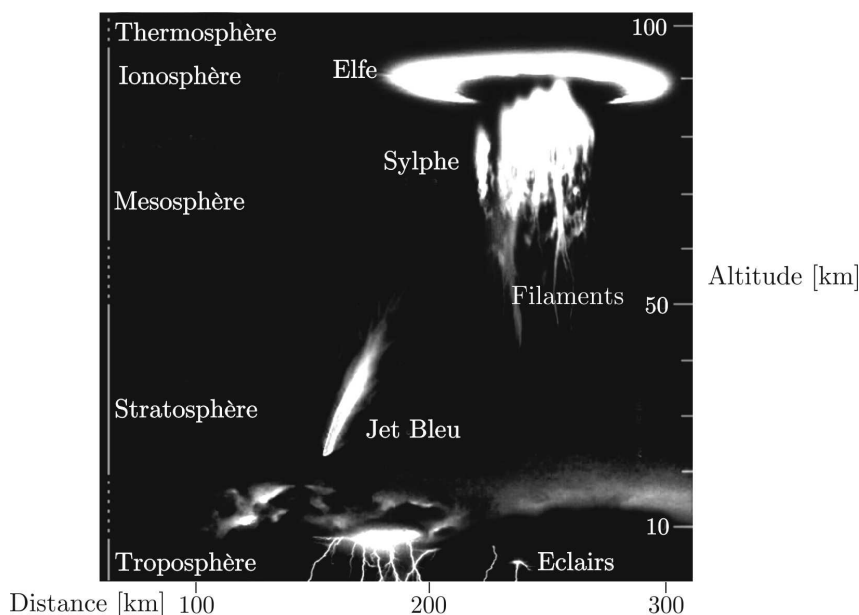 Thermosphère
100
Ionosphère
Elfe
Sylphe
Mesosphère
Altitude [km]
Filaments
50
Stratosphère
Jet Bleu
10
Troposphère
Eclairs
Distance [km]
100
200
300